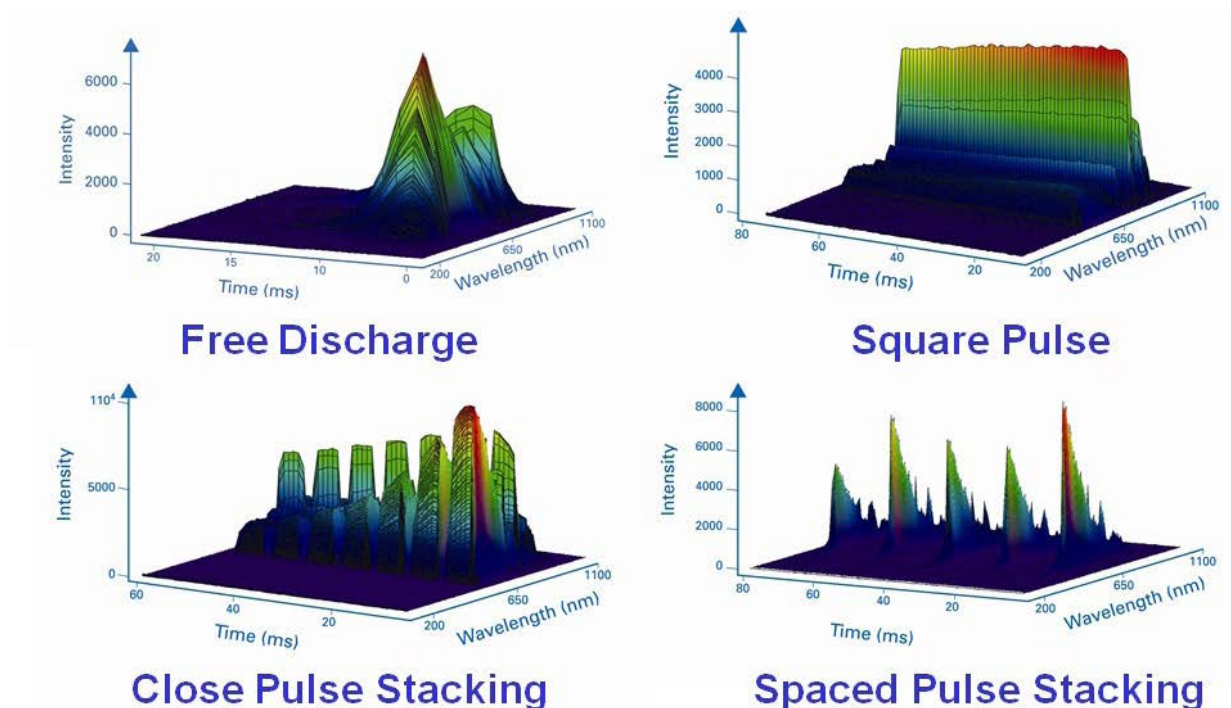 6000
4000
2000
0
Intensity
20
15
10
0
Time (ms)
200
650
1100
Wavelength (nm)
Free Discharge
4000
3000
2000
1000
0
Intensity
80
60
40
20
Time (ms)
200
650
1100
Wavelength (nm)
Square Pulse
110⁴
5000
0
Intensity
60
40
20
Time (ms)
200
650
1100
Wavelength (nm)
Close Pulse Stacking
8000
6000
4000
2000
0
Intensity
80
60
40
20
Time (ms)
200
650
1100
Wavelength (nm)
Spaced Pulse Stacking